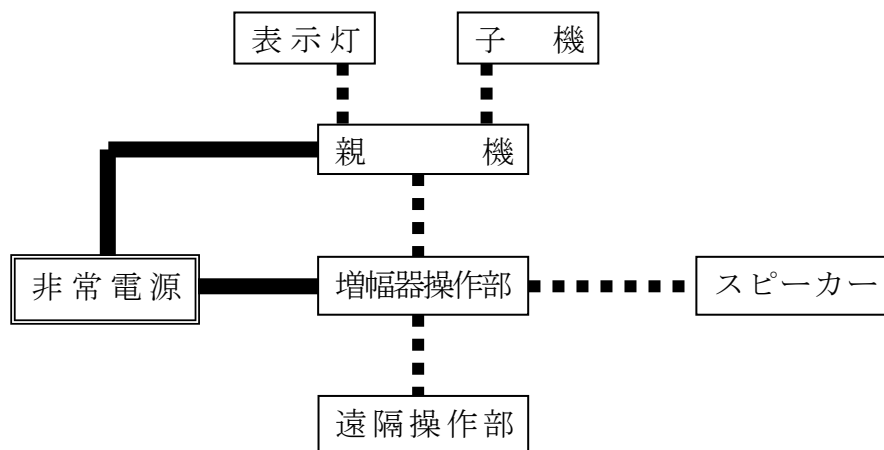 表示灯
子機
親機
非常電源
増幅器操作部
スピーカー
遠隔操作部